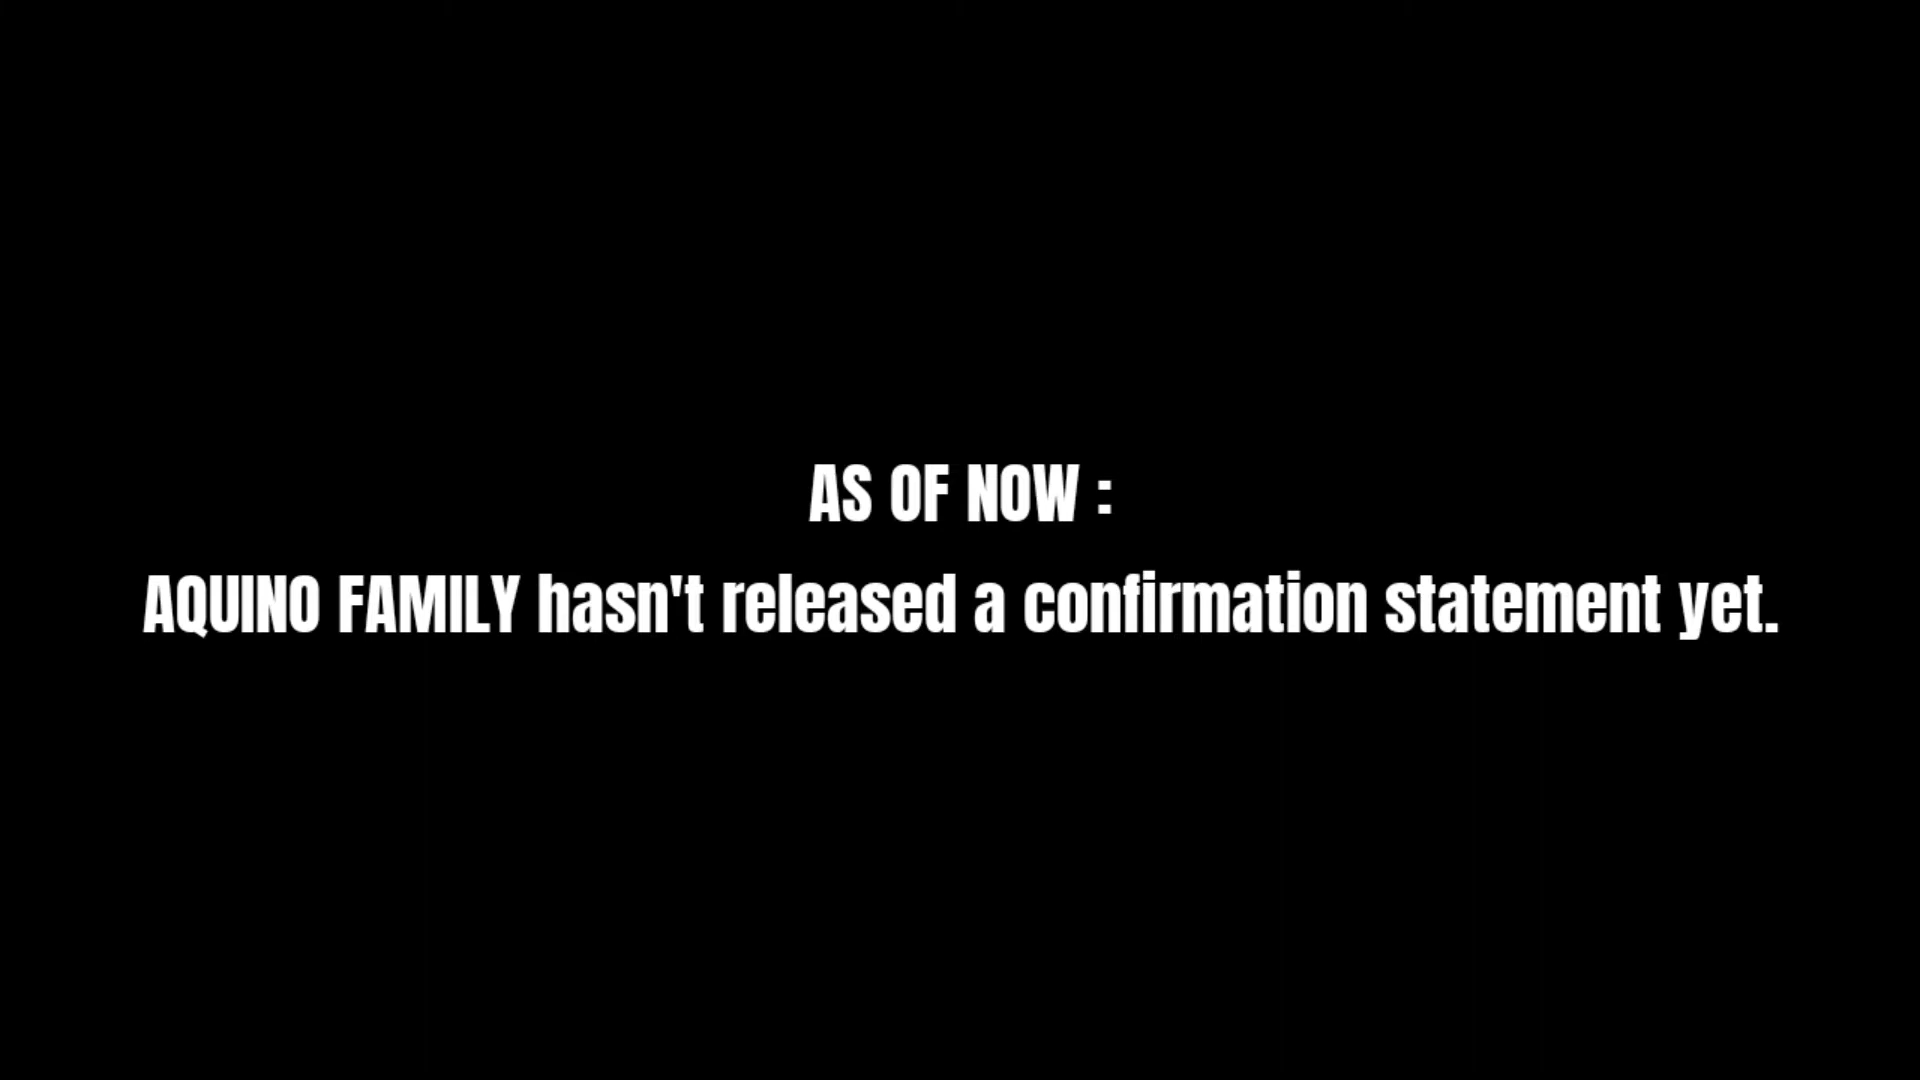 AS OF NOW :
AQUINO FAMILY hasn't released a confirmation statement yet.